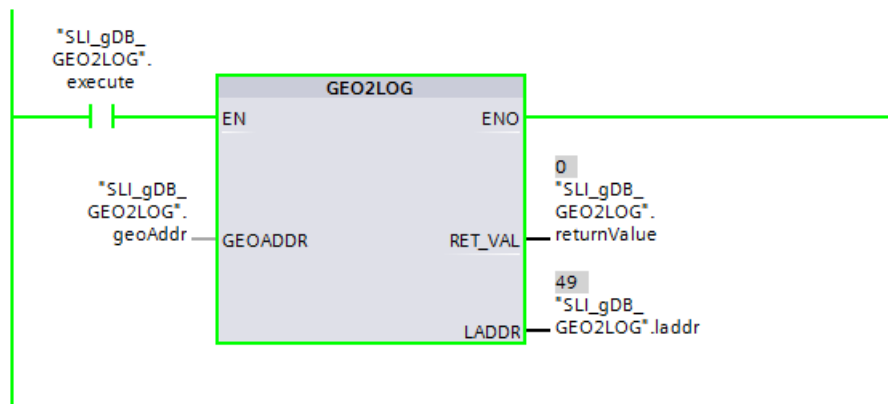 "SLI_gDB_
GEO2LOG".
execute
GEO2LOG
EN
ENO
"SLI_gDB_
GEO2LOG".
geoAddr
GEOADDR
RET_VAL
0
"SLI_gDB_
GEO2LOG".
returnValue
LADDR
49
"SLI_gDB_
GEO2LOG".laddr